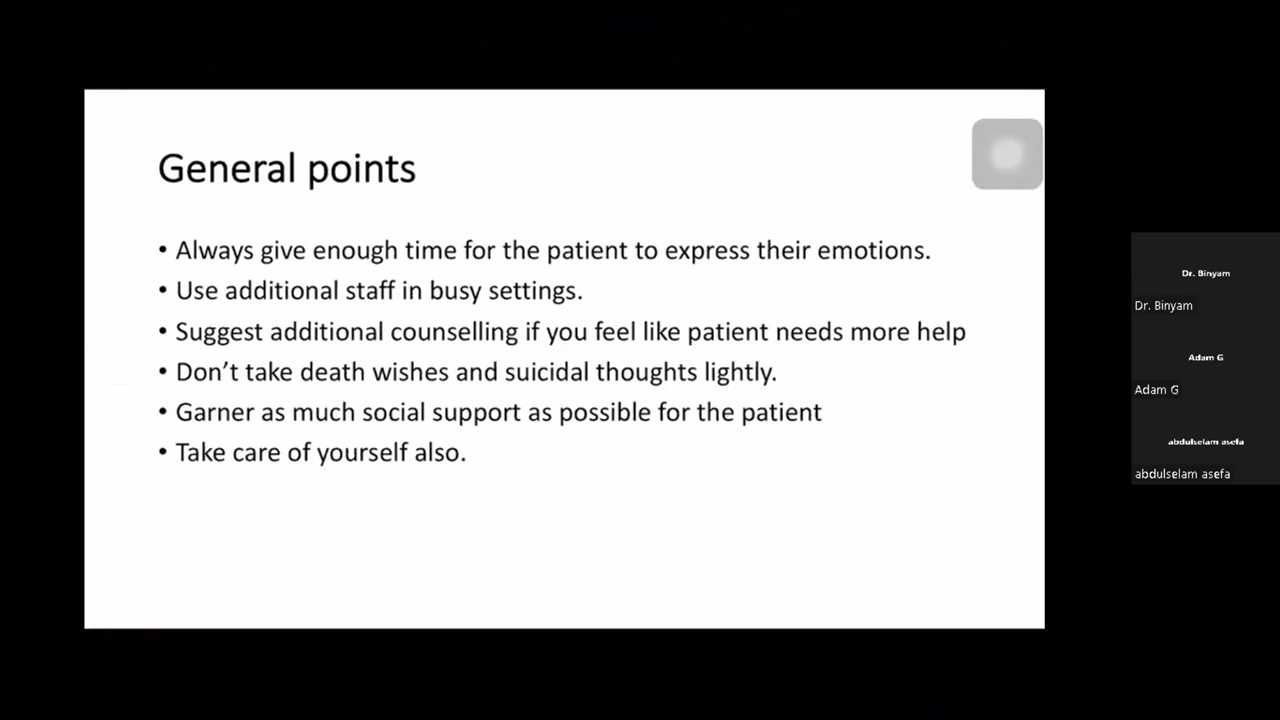 General points
• Always give enough time for the patient to express their emotions.
• Use additional staff in busy settings.
• Suggest additional counselling if you feel like patient needs more help
• Don’t take death wishes and suicidal thoughts lightly.
• Garner as much social support as possible for the patient
• Take care of yourself also.
Dr. Binyam
Dr. Binyam
Adam G
Adam G
abdulselam asefa
abdulselam asefa